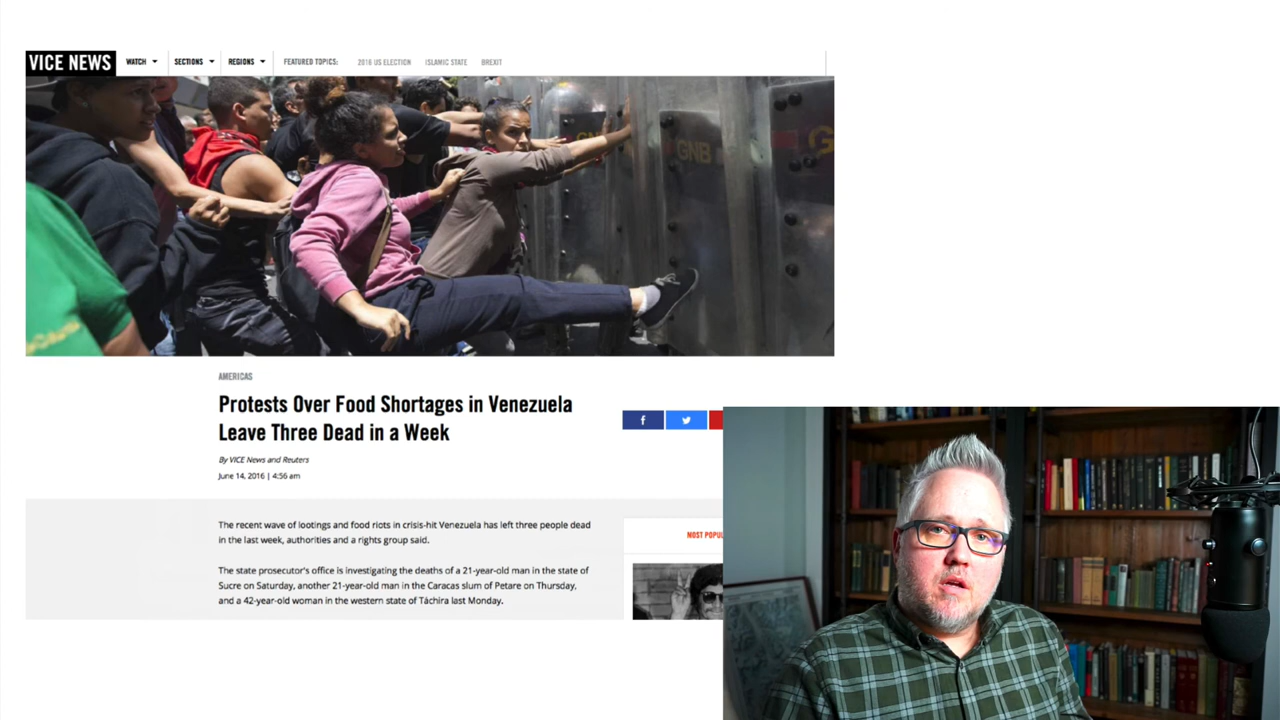 VICE NEWS WATCH SECTIONS REGIONS FEATURED TOPICS: 2016 US ELECTION ISLAMIC STATE BREXIT
GNB GNB G
AMERICAS
Protests Over Food Shortages in Venezuela
Leave Three Dead in a Week
f
By VICE News and Reuters
June 14, 2016 | 4:56 am
The recent wave of lootings and food riots in crisis-hit Venezuela has left three people dead
in the last week, authorities and a rights group said.
MOST POPU
The state prosecutor's office is investigating the deaths of a 21-year-old man in the state of
Sucre on Saturday, another 21-year-old man in the Caracas slum of Petare on Thursday,
and a 42-year-old woman in the western state of Táchira last Monday.